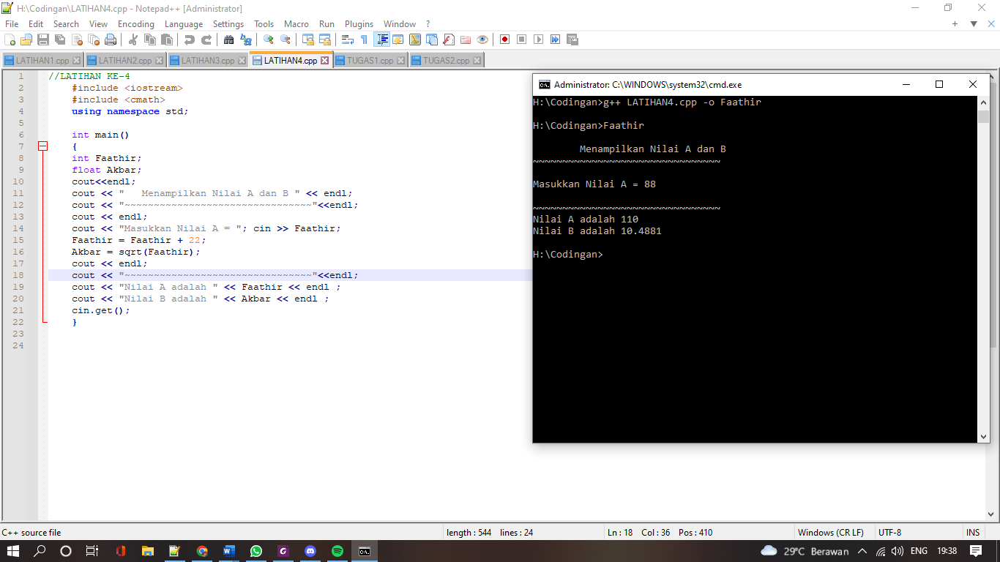 H:\Codingan\LATIHAN4.cpp - Notepad++ [Administrator]
File Edit Search View Encoding Language Settings Tools Macro Run Plugins Window ?
LATIHAN1.cpp LATIHAN2.cpp LATIHAN3.cpp LATIHAN4.cpp TUGAS1.cpp TUGAS2.cpp
1 //LATIHAN KE-4
2 #include <iostream>
3 #include <cmath>
4 using namespace std;
5
6 int main()
7 {
8 int Faathir;
9 float Akbar;
10 cout<<endl;
11 cout << "   Menampilkan Nilai A dan B " << endl;
12 cout << "~~~~~~~~~~~~~~~~~~~~~~~~~~~~~~~~"<<endl;
13 cout << endl;
14 cout << "Masukkan Nilai A = "; cin >> Faathir;
15 Faathir = Faathir + 22;
16 Akbar = sqrt(Faathir);
17 cout << endl;
18 cout << "~~~~~~~~~~~~~~~~~~~~~~~~~~~~~~~~"<<endl;
19 cout << "Nilai A adalah " << Faathir << endl ;
20 cout << "Nilai B adalah " << Akbar << endl ;
21 cin.get();
22 }
23
24
Administrator: C:\WINDOWS\system32\cmd.exe
H:\Codingan>g++ LATIHAN4.cpp -o Faathir
H:\Codingan>Faathir
Menampilkan Nilai A dan B
~~~~~~~~~~~~~~~~~~~~~~~~~~~~~~~~
Masukkan Nilai A = 88
~~~~~~~~~~~~~~~~~~~~~~~~~~~~~~~~
Nilai A adalah 110
Nilai B adalah 10.4881
H:\Codingan>
C++ source file length : 544 lines : 24 Ln : 18 Col : 36 Pos : 410 Windows (CR LF) UTF-8 INS
29°C Berawan ENG 19:38